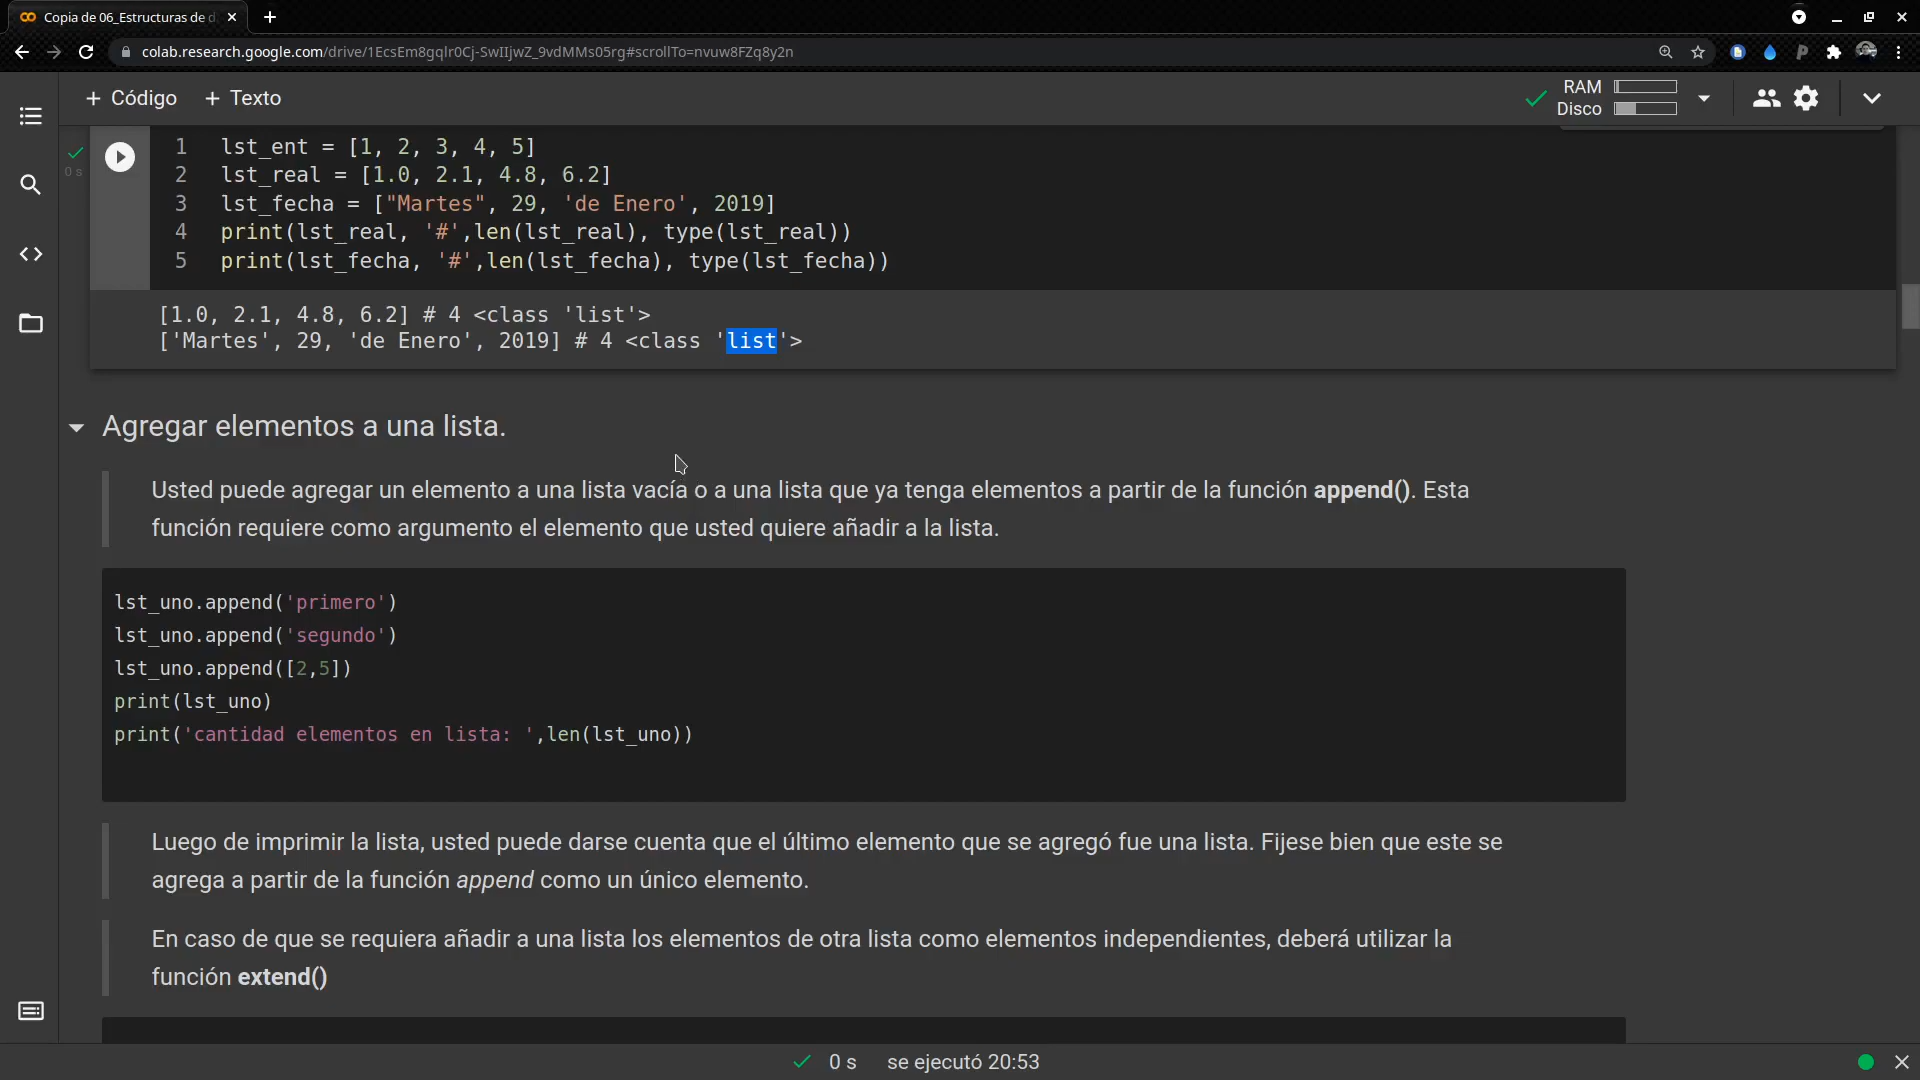 Copia de 06_Estructuras de d
colab.research.google.com/drive/1EcsEm8gqlr0Cj-SwIIjwZ_9vdMMs05rg#scrollTo=nvuw8FZq8y2n
+ Código + Texto
RAM
Disco
0 s
1 lst_ent = [1, 2, 3, 4, 5]
2 lst_real = [1.0, 2.1, 4.8, 6.2]
3 lst_fecha = ["Martes", 29, 'de Enero', 2019]
4 print(lst_real, '#',len(lst_real), type(lst_real))
5 print(lst_fecha, '#',len(lst_fecha), type(lst_fecha))
[1.0, 2.1, 4.8, 6.2] # 4 <class 'list'>
['Martes', 29, 'de Enero', 2019] # 4 <class 'list'>
Agregar elementos a una lista.
Usted puede agregar un elemento a una lista vacía o a una lista que ya tenga elementos a partir de la función append(). Esta
función requiere como argumento el elemento que usted quiere añadir a la lista.
lst_uno.append('primero')
lst_uno.append('segundo')
lst_uno.append([2,5])
print(lst_uno)
print('cantidad elementos en lista: ',len(lst_uno))
Luego de imprimir la lista, usted puede darse cuenta que el último elemento que se agregó fue una lista. Fijese bien que este se
agrega a partir de la función append como un único elemento.
En caso de que se requiera añadir a una lista los elementos de otra lista como elementos independientes, deberá utilizar la
función extend()
0 s se ejecutó 20:53